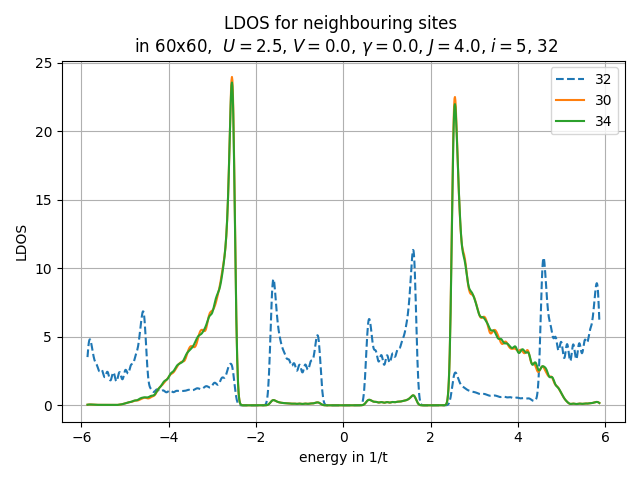 LDOS for neighbouring sites
in 60x60, U = 2.5, V = 0.0, γ = 0.0, J = 4.0, i = 5, 32
LDOS
25
20
15
10
5
0
32
30
34
−6 −4 −2 0 2 4 6
energy in 1/t